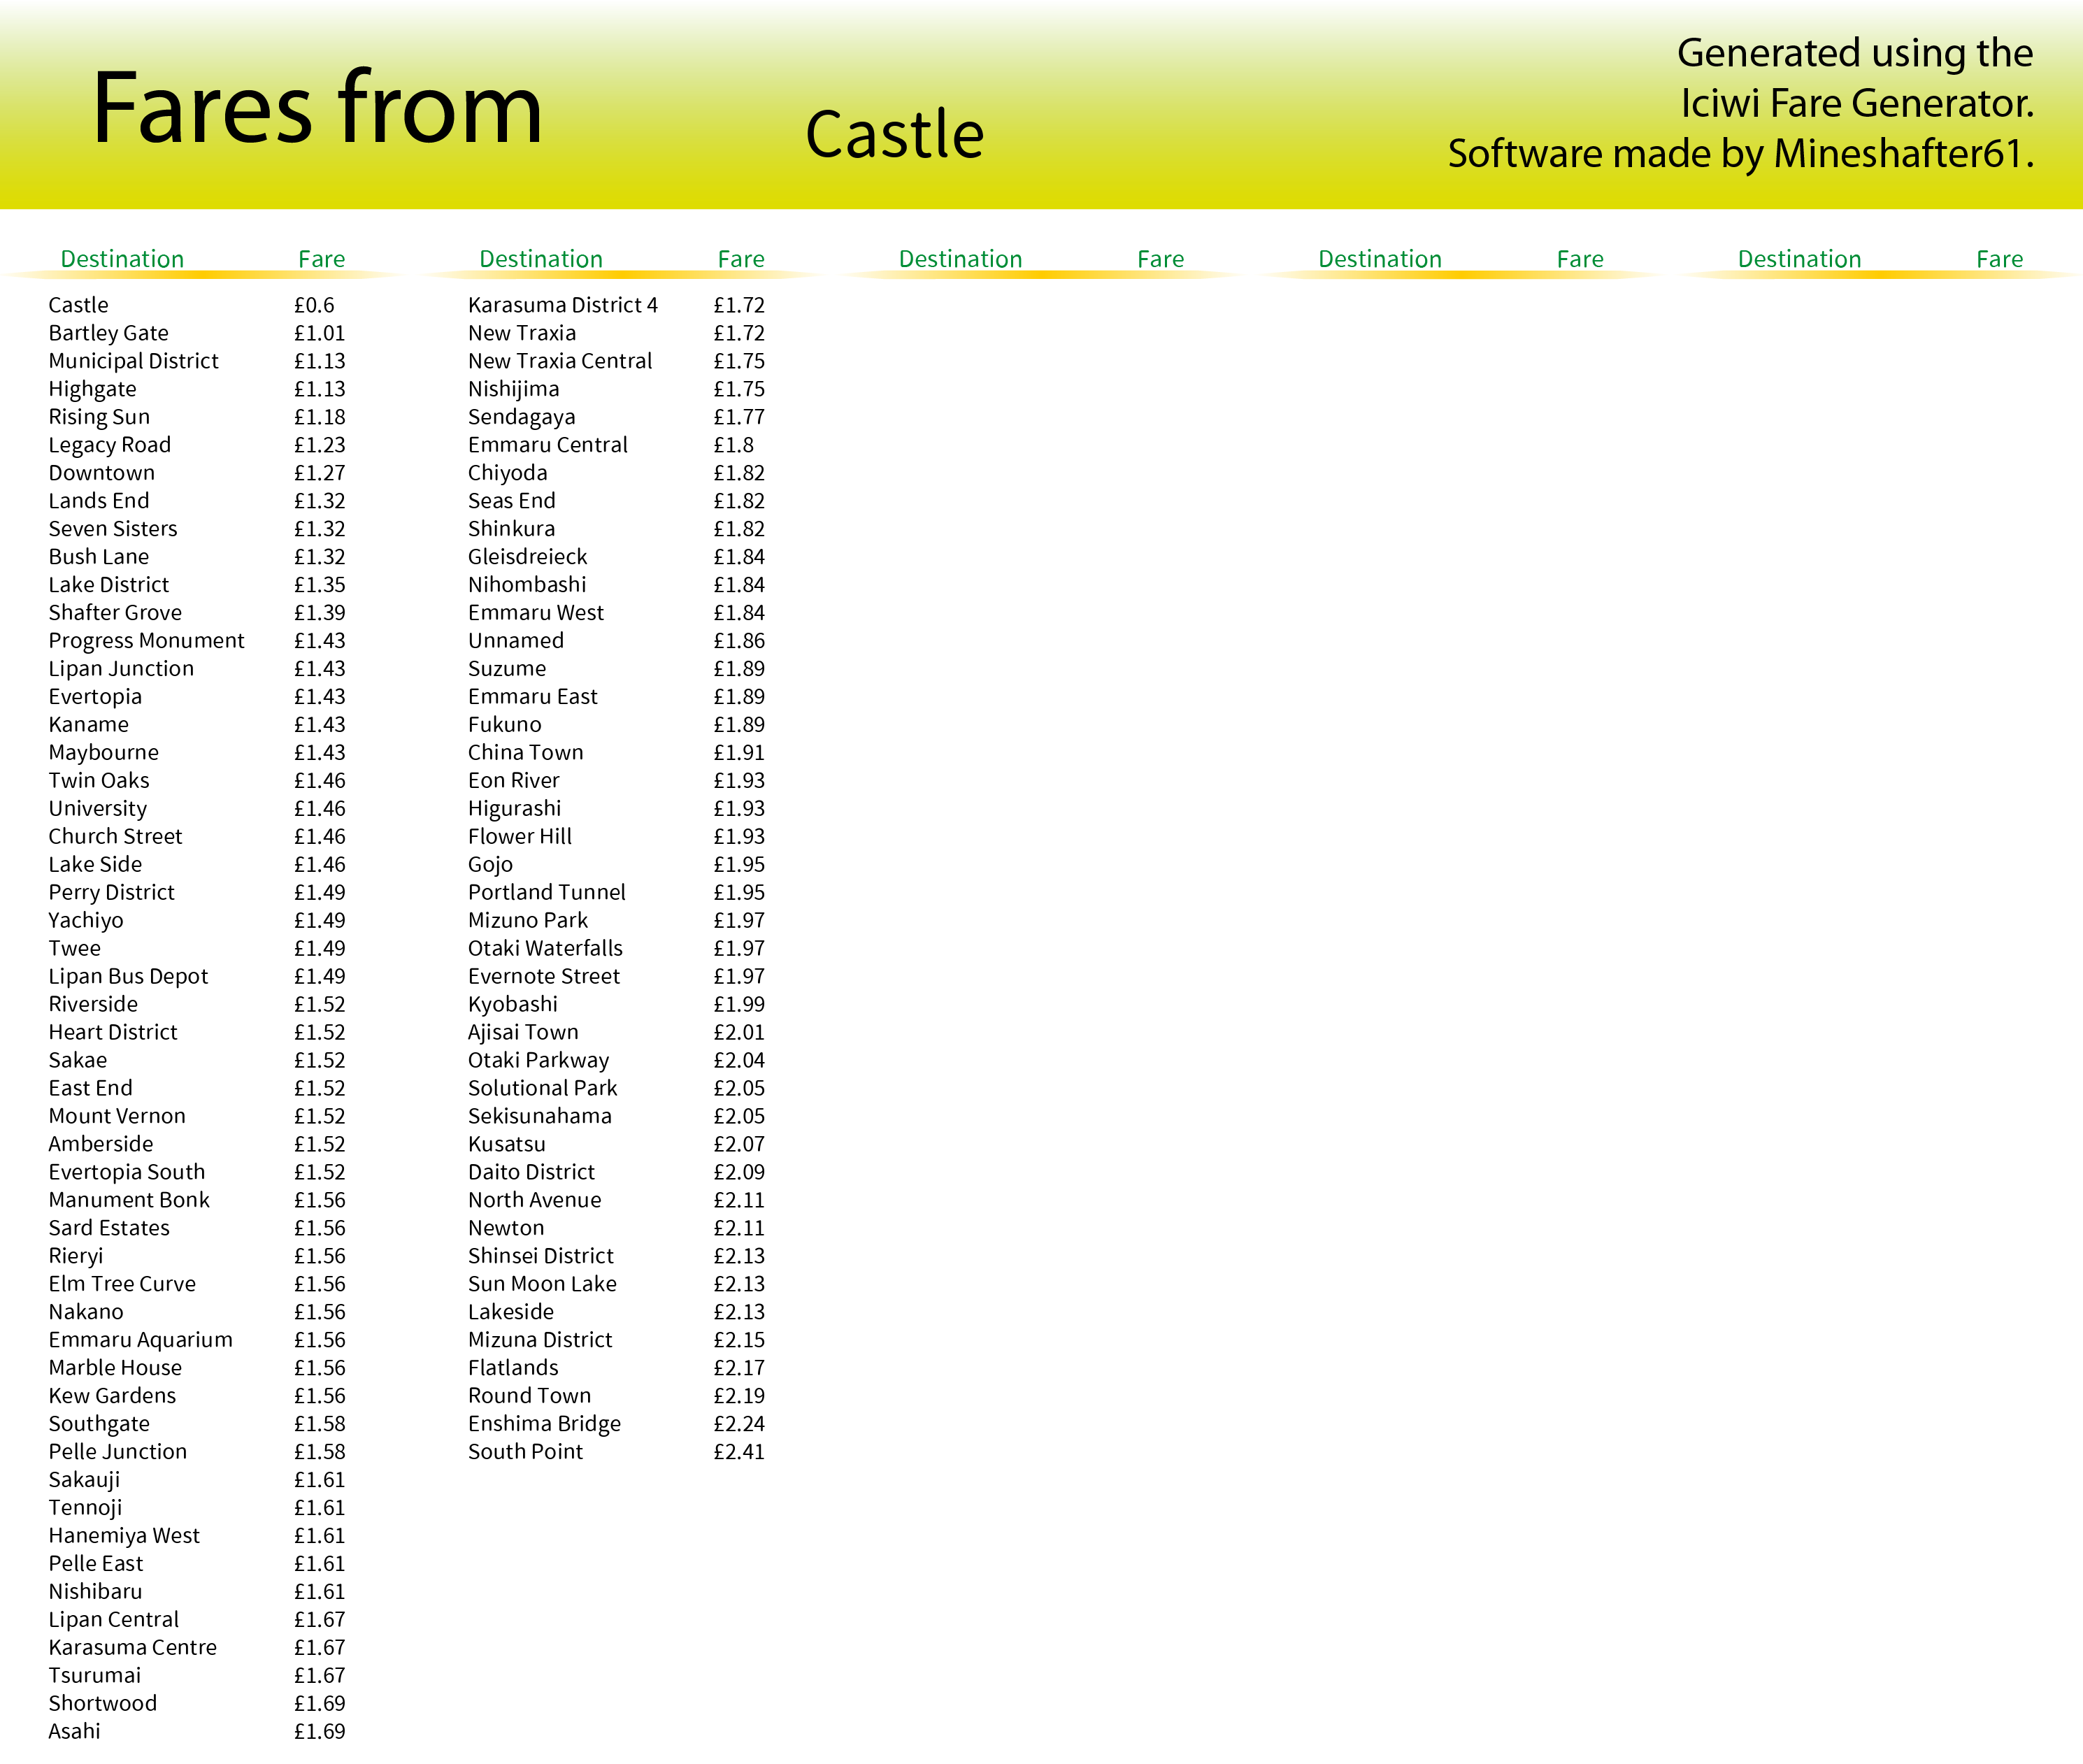 Fares from
Castle
Generated using the
Iciwi Fare Generator.
Software made by Mineshafter61.
Destination Fare
Castle £0.6
Bartley Gate £1.01
Municipal District £1.13
Highgate £1.13
Rising Sun £1.18
Legacy Road £1.23
Downtown £1.27
Lands End £1.32
Seven Sisters £1.32
Bush Lane £1.32
Lake District £1.35
Shafter Grove £1.39
Progress Monument £1.43
Lipan Junction £1.43
Evertopia £1.43
Kaname £1.43
Maybourne £1.43
Twin Oaks £1.46
University £1.46
Church Street £1.46
Lake Side £1.46
Perry District £1.49
Yachiyo £1.49
Twee £1.49
Lipan Bus Depot £1.49
Riverside £1.52
Heart District £1.52
Sakae £1.52
East End £1.52
Mount Vernon £1.52
Amberside £1.52
Evertopia South £1.52
Manument Bonk £1.56
Sard Estates £1.56
Rieryi £1.56
Elm Tree Curve £1.56
Nakano £1.56
Emmaru Aquarium £1.56
Marble House £1.56
Kew Gardens £1.56
Southgate £1.58
Pelle Junction £1.58
Sakauji £1.61
Tennoji £1.61
Hanemiya West £1.61
Pelle East £1.61
Nishibaru £1.61
Lipan Central £1.67
Karasuma Centre £1.67
Tsurumai £1.67
Shortwood £1.69
Asahi £1.69
Destination Fare
Karasuma District 4 £1.72
New Traxia £1.72
New Traxia Central £1.75
Nishijima £1.75
Sendagaya £1.77
Emmaru Central £1.8
Chiyoda £1.82
Seas End £1.82
Shinkura £1.82
Gleisdreieck £1.84
Nihombashi £1.84
Emmaru West £1.84
Unnamed £1.86
Suzume £1.89
Emmaru East £1.89
Fukuno £1.89
China Town £1.91
Eon River £1.93
Higurashi £1.93
Flower Hill £1.93
Gojo £1.95
Portland Tunnel £1.95
Mizuno Park £1.97
Otaki Waterfalls £1.97
Evernote Street £1.97
Kyobashi £1.99
Ajisai Town £2.01
Otaki Parkway £2.04
Solutional Park £2.05
Sekisunahama £2.05
Kusatsu £2.07
Daito District £2.09
North Avenue £2.11
Newton £2.11
Shinsei District £2.13
Sun Moon Lake £2.13
Lakeside £2.13
Mizuna District £2.15
Flatlands £2.17
Round Town £2.19
Enshima Bridge £2.24
South Point £2.41
Destination Fare
Destination Fare
Destination Fare